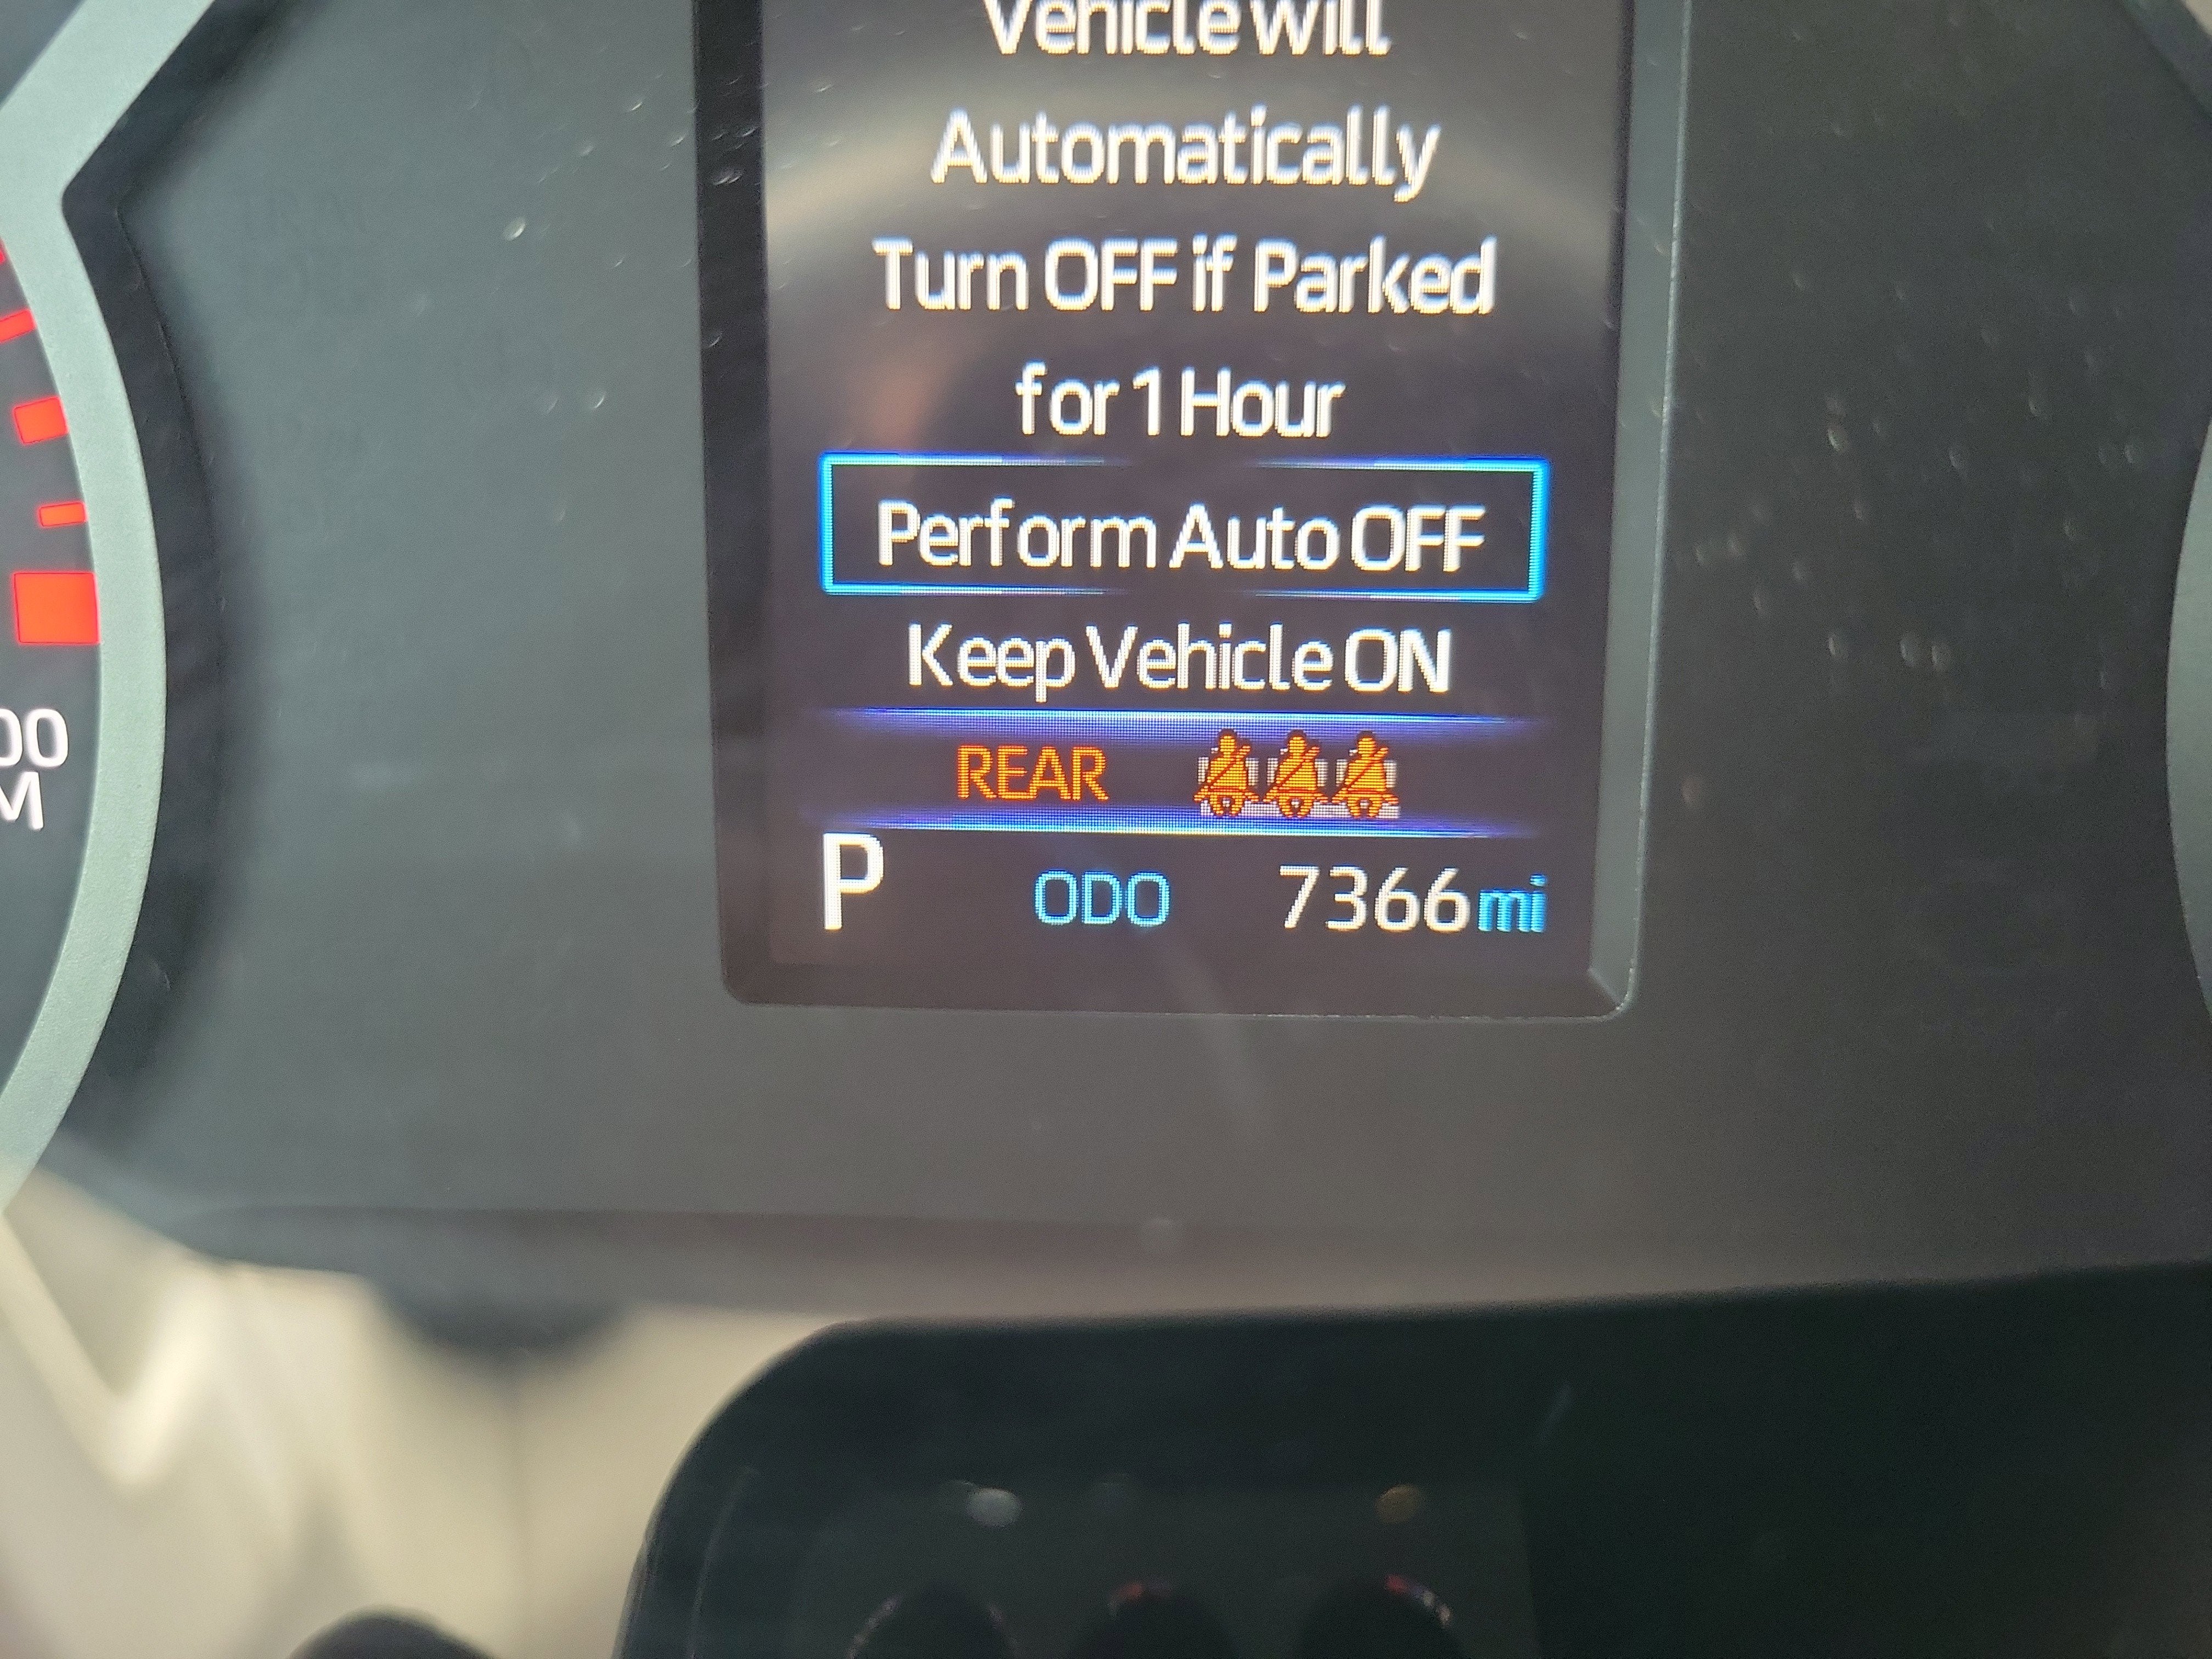 Vehicle will
Automatically
Turn OFF if Parked
for 1 Hour
Perform Auto OFF
Keep Vehicle ON
REAR
P ODO 7366 mi
00
M